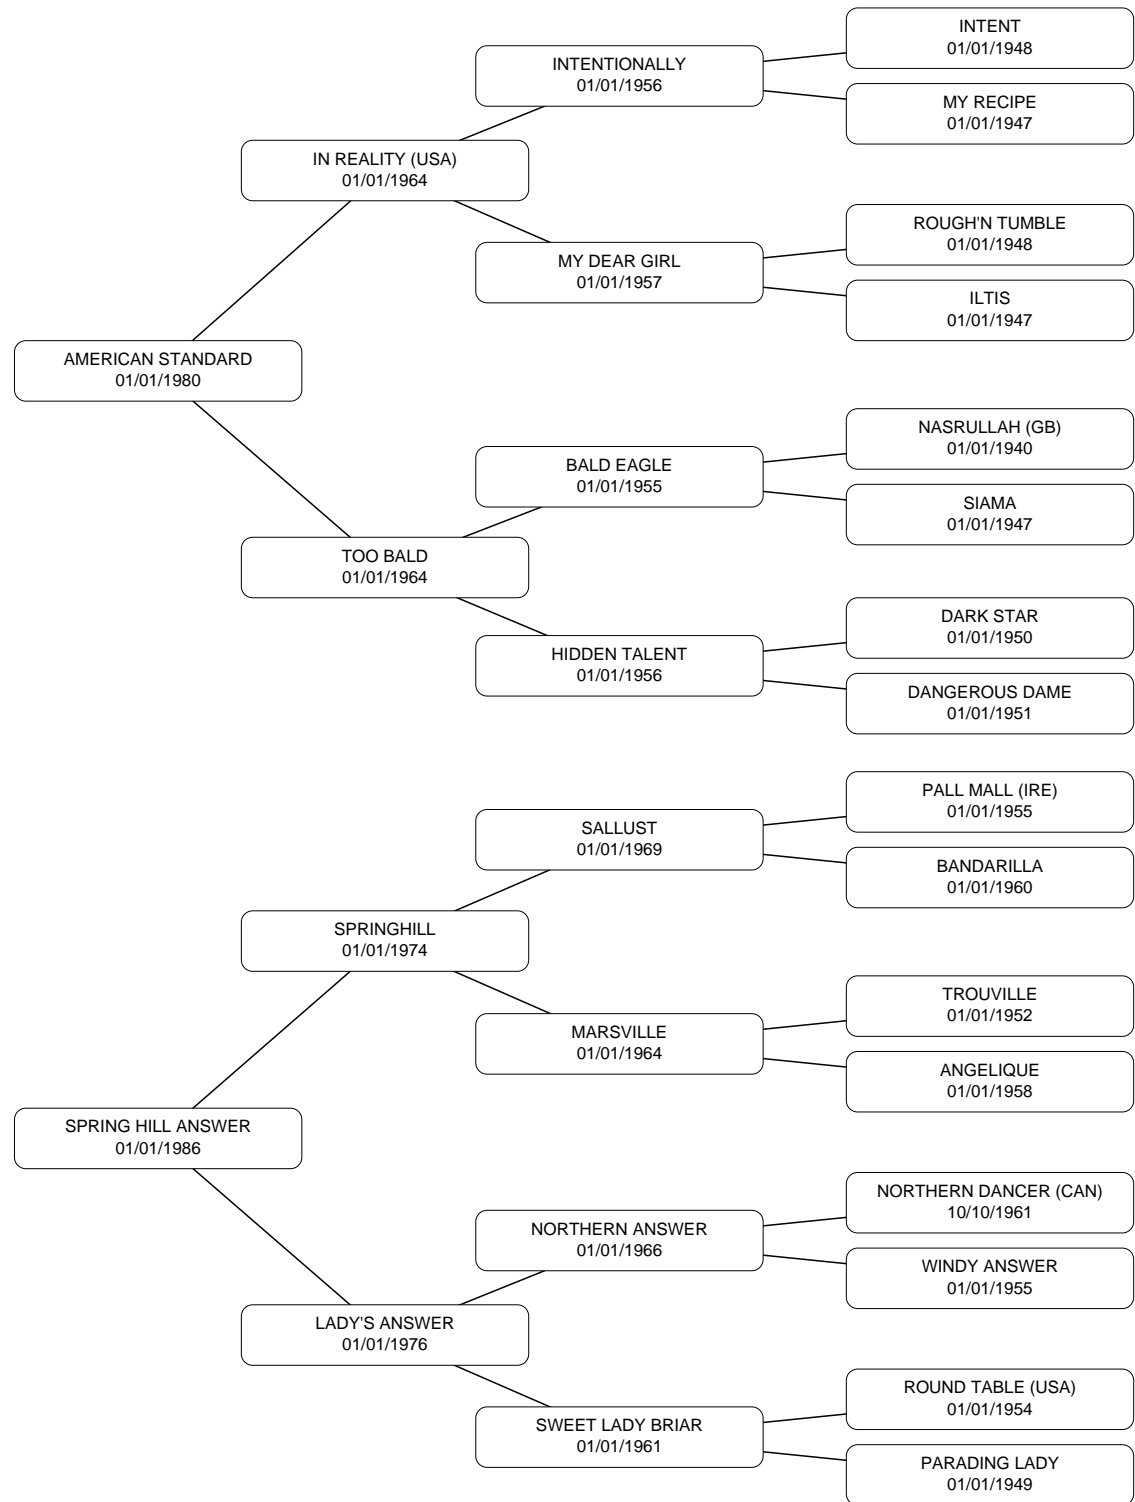 INTENT
01/01/1948
INTENTIONALLY
01/01/1956
MY RECIPE
01/01/1947
IN REALITY (USA)
01/01/1964
ROUGH'N TUMBLE
01/01/1948
MY DEAR GIRL
01/01/1957
ILTIS
01/01/1947
AMERICAN STANDARD
01/01/1980
NASRULLAH (GB)
01/01/1940
BALD EAGLE
01/01/1955
SIAMA
01/01/1947
TOO BALD
01/01/1964
DARK STAR
01/01/1950
HIDDEN TALENT
01/01/1956
DANGEROUS DAME
01/01/1951
PALL MALL (IRE)
01/01/1955
SALLUST
01/01/1969
BANDARILLA
01/01/1960
SPRINGHILL
01/01/1974
TROUVILLE
01/01/1952
MARSVILLE
01/01/1964
ANGELIQUE
01/01/1958
SPRING HILL ANSWER
01/01/1986
NORTHERN DANCER (CAN)
10/10/1961
NORTHERN ANSWER
01/01/1966
WINDY ANSWER
01/01/1955
LADY'S ANSWER
01/01/1976
ROUND TABLE (USA)
01/01/1954
SWEET LADY BRIAR
01/01/1961
PARADING LADY
01/01/1949